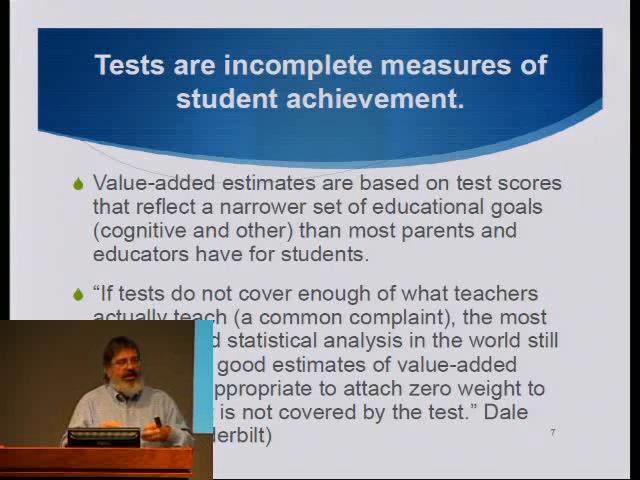 Tests are incomplete measures of
student achievement.
Value-added estimates are based on test scores
that reflect a narrower set of educational goals
(cognitive and other) than most parents and
educators have for students.
“If tests do not cover enough of what teachers
actually teach (a common complaint), the most
statistical analysis in the world still
good estimates of value-added
appropriate to attach zero weight to
is not covered by the test.” Dale
7